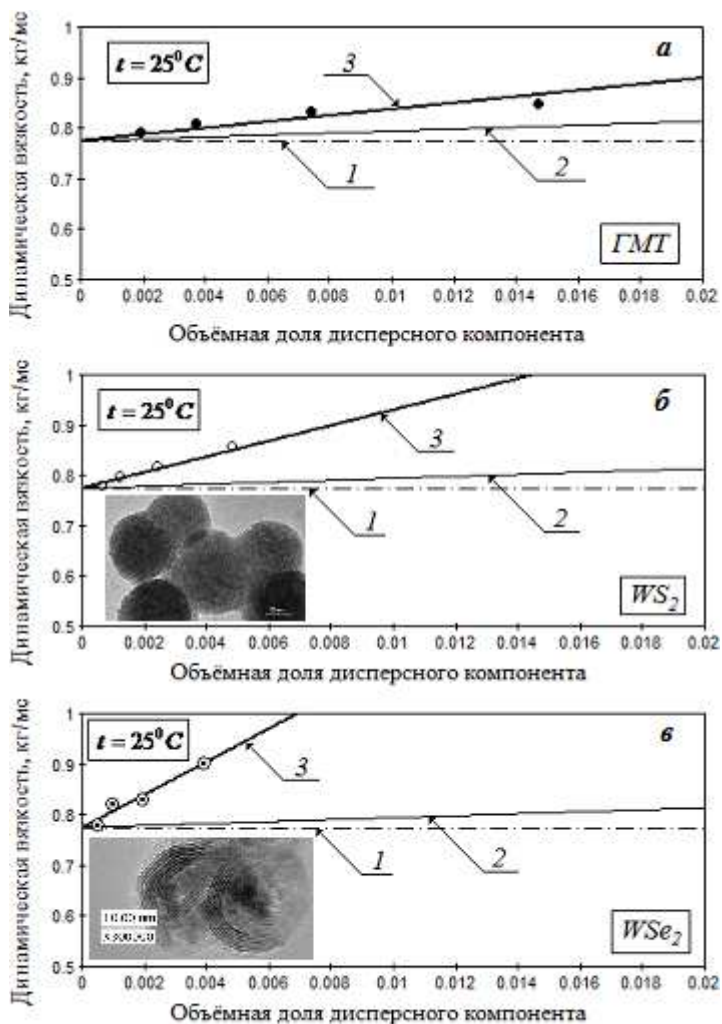 t = 25⁰C
а
1
0.9
0.8
0.7
0.6
0.5
3
2
1
ГМТ
Динамическая вязкость, кг/мс
0 0.002 0.004 0.006 0.008 0.01 0.012 0.014 0.016 0.018 0.02
Объёмная доля дисперсного компонента
t = 25⁰C
б
1
0.9
0.8
0.7
0.6
0.5
3
2
1
WS₂
Динамическая вязкость, кг/мс
0 0.002 0.004 0.006 0.008 0.01 0.012 0.014 0.016 0.018 0.02
Объёмная доля дисперсного компонента
t = 25⁰C
в
1
0.9
0.8
0.7
0.6
0.5
3
2
1
10.00 nm
X300000
WSe₂
Динамическая вязкость, кг/мс
0 0.002 0.004 0.006 0.008 0.01 0.012 0.014 0.016 0.018 0.02
Объёмная доля дисперсного компонента